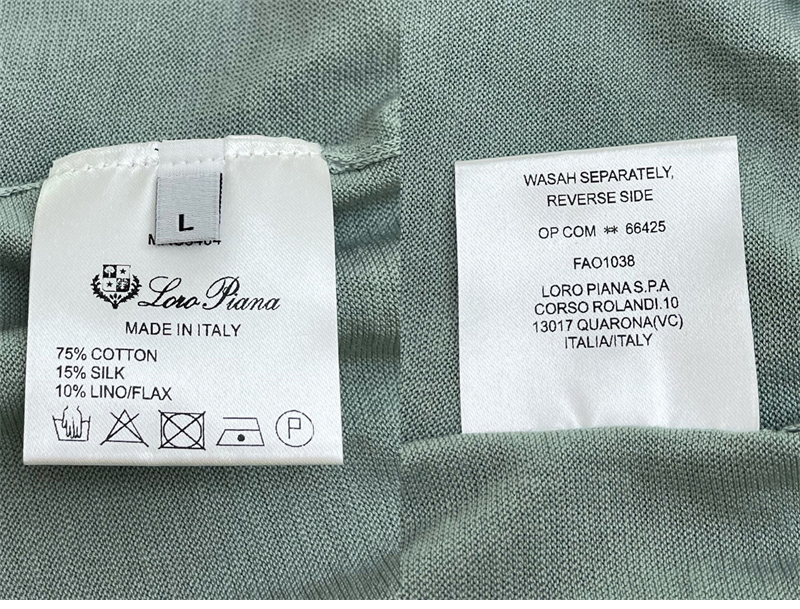 L
Loro Piana
MADE IN ITALY
75% COTTON
15% SILK
10% LINO/FLAX
P
WASAH SEPARATELY,
REVERSE SIDE
OP COM ** 66425
FAO1038
LORO PIANA S.P.A
CORSO ROLANDI.10
13017 QUARONA(VC)
ITALIA/ITALY